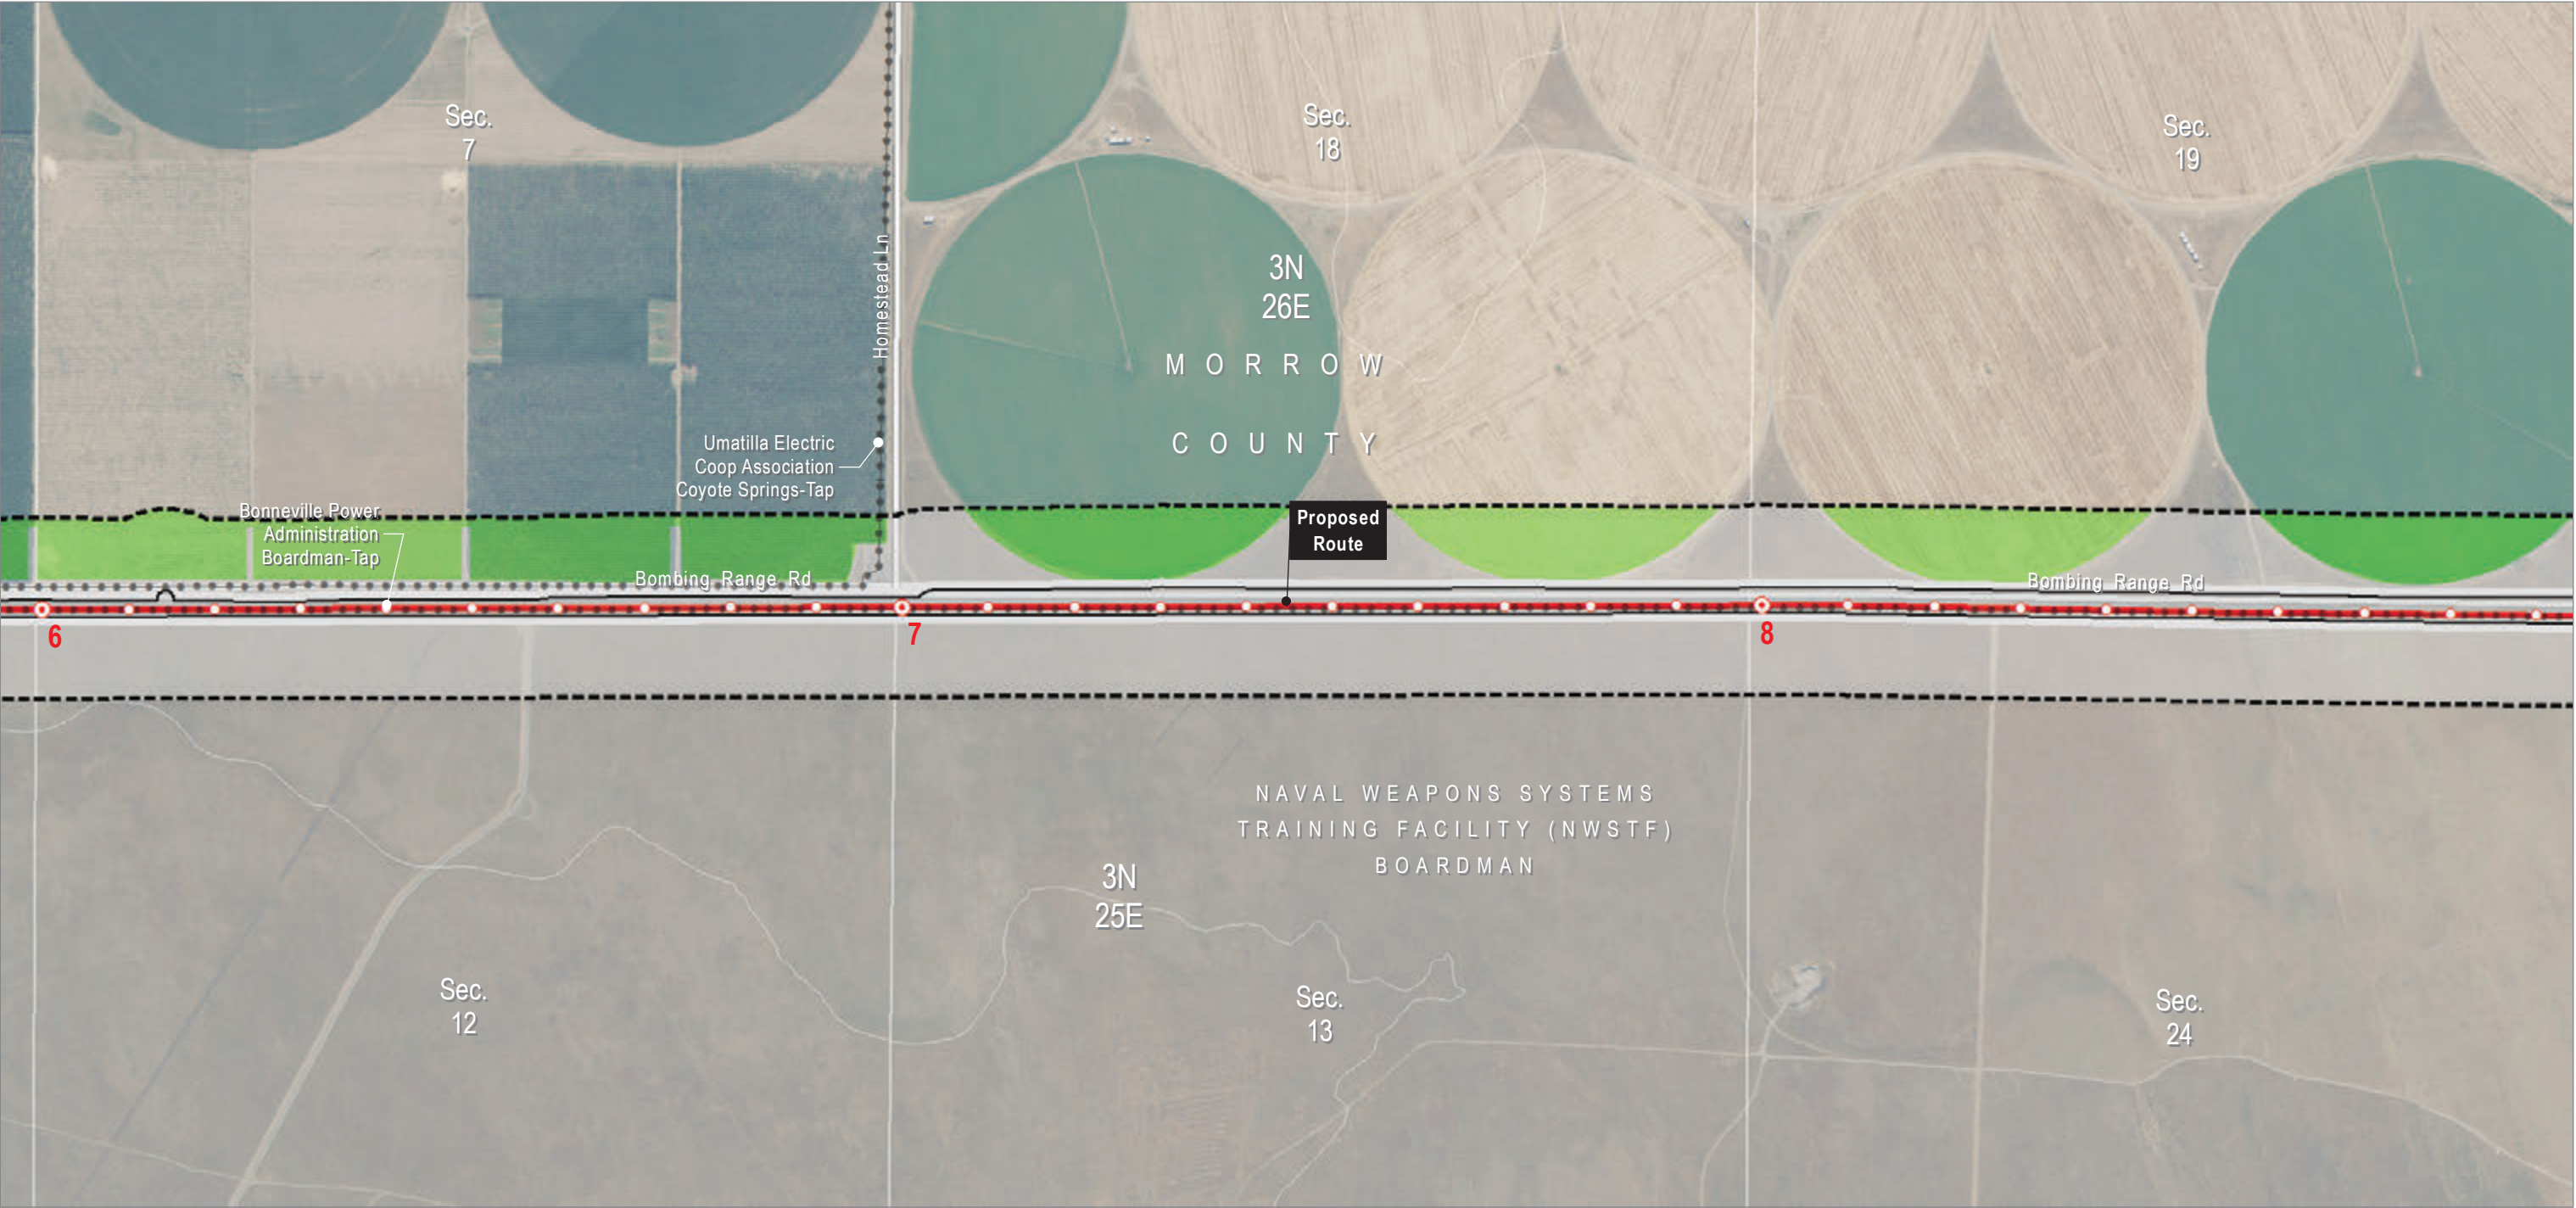 Sec.
7
Sec.
18
Sec.
19
Homestead Ln
3N
26E
MORROW
COUNTY
Umatilla Electric
Coop Association
Coyote Springs-Tap
Bonneville Power
Administration
Boardman-Tap
Proposed
Route
Bombing Range Rd
Bombing Range Rd
6
7
8
NAVAL WEAPONS SYSTEMS
TRAINING FACILITY (NWSTF)
BOARDMAN
3N
25E
Sec.
12
Sec.
13
Sec.
24